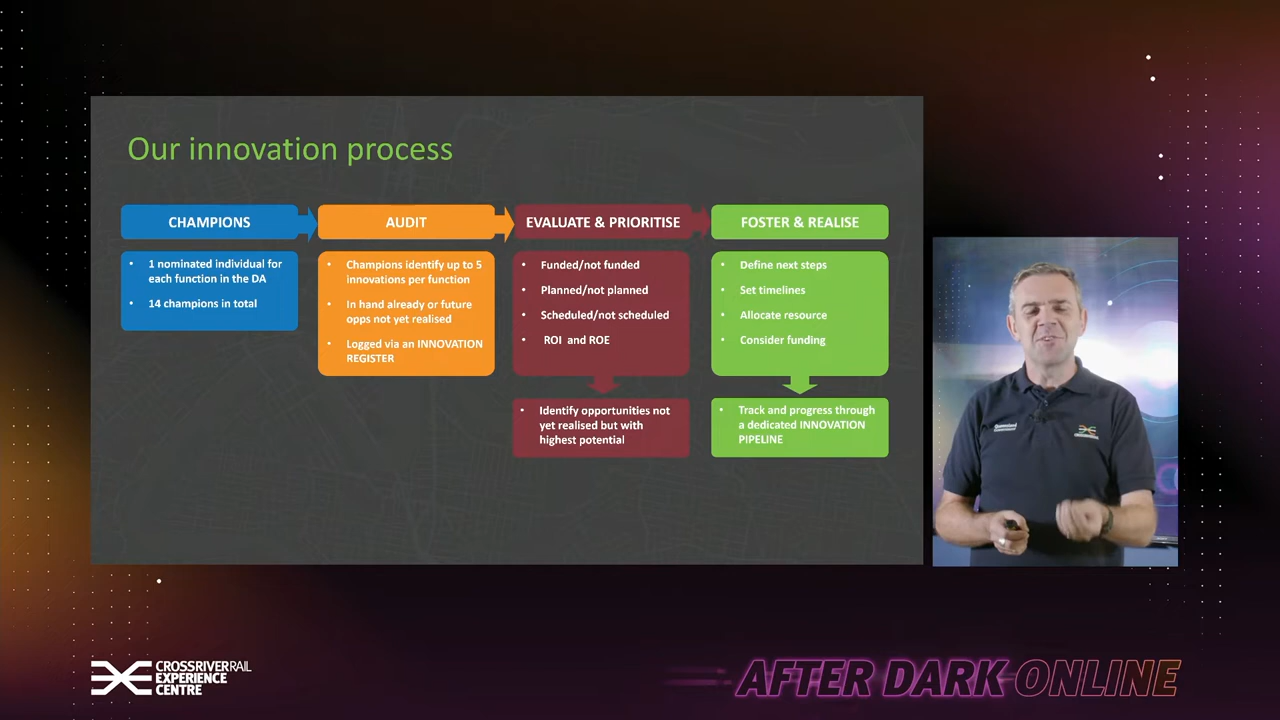 Our innovation process
CHAMPIONS
AUDIT
EVALUATE & PRIORITISE
FOSTER & REALISE
• 1 nominated individual for
each function in the DA
• 14 champions in total
• Champions identify up to 5
innovations per function
• In hand already or future
opps not yet realised
• Logged via an INNOVATION
REGISTER
• Funded/not funded
• Planned/not planned
• Scheduled/not scheduled
• ROI and ROE
• Identify opportunities not
yet realised but with
highest potential
• Define next steps
• Set timelines
• Allocate resource
• Consider funding
• Track and progress through
a dedicated INNOVATION
PIPELINE
Queensland
Government
CROSSRIVERRAIL
EXPERIENCE
CENTRE
AFTER DARK ONLINE